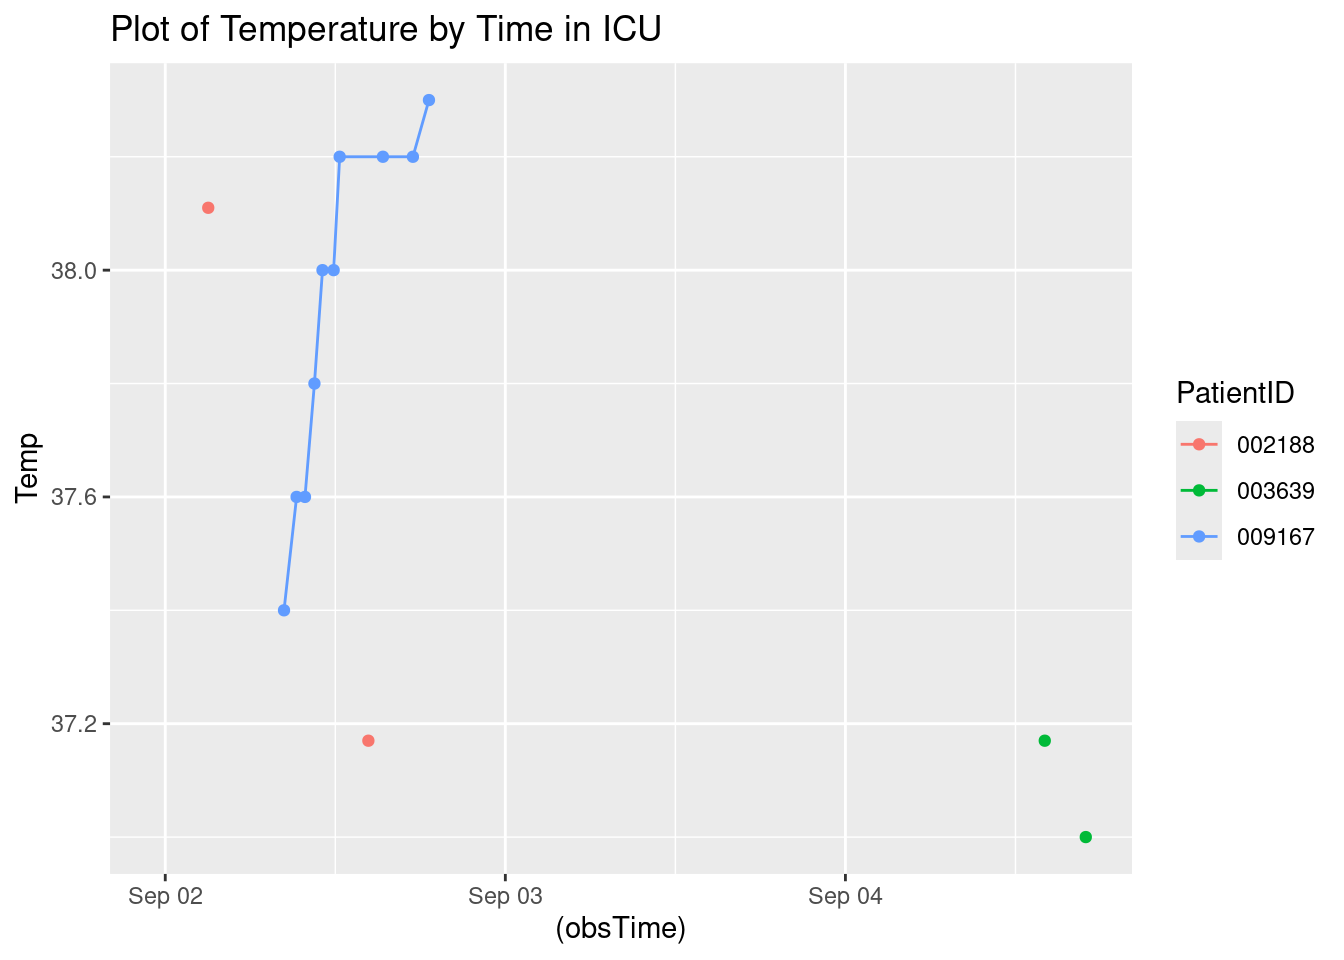 Plot of Temperature by Time in ICU
Temp
38.0
37.6
37.2
Sep 02 Sep 03 Sep 04
(obsTime)
PatientID
002188
003639
009167